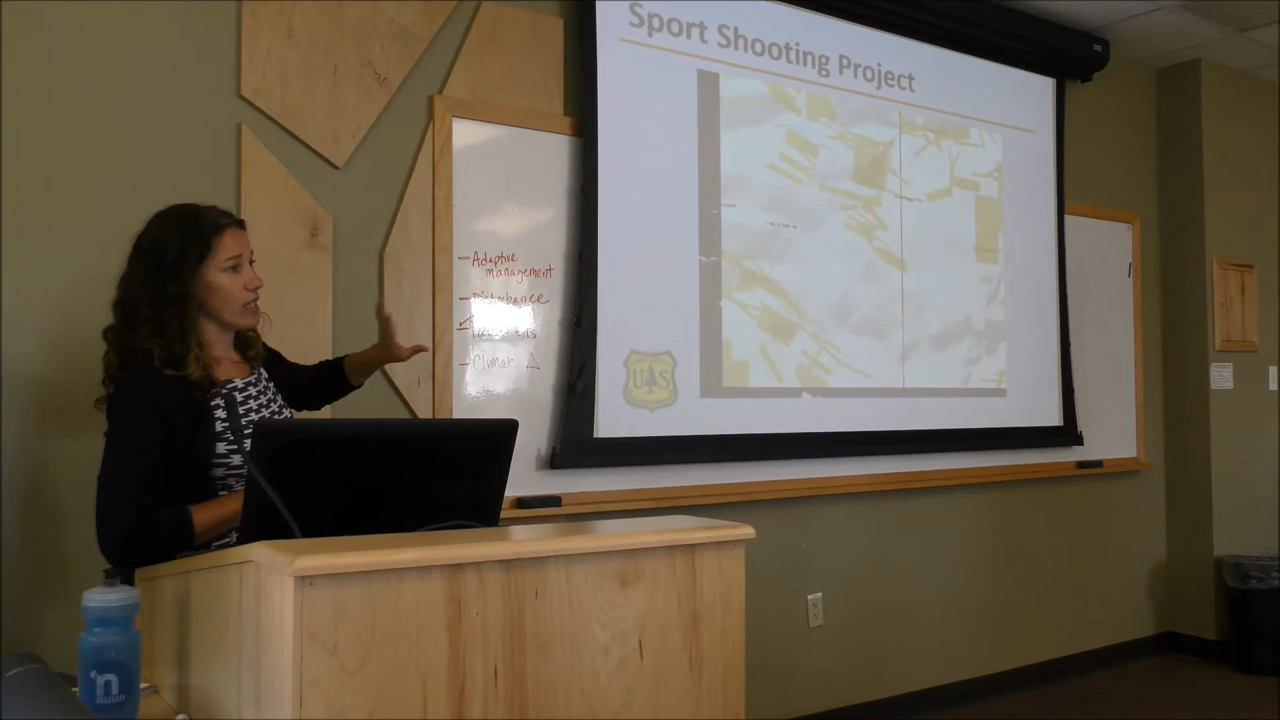 Sport Shooting Project
- Adaptive
management
- Disturbance
- Climate Δ
U S
nuun